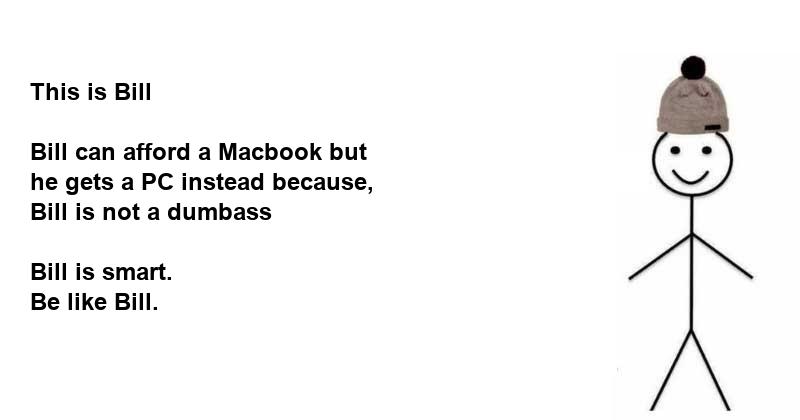 This is Bill
Bill can afford a Macbook but
he gets a PC instead because,
Bill is not a dumbass
Bill is smart.
Be like Bill.